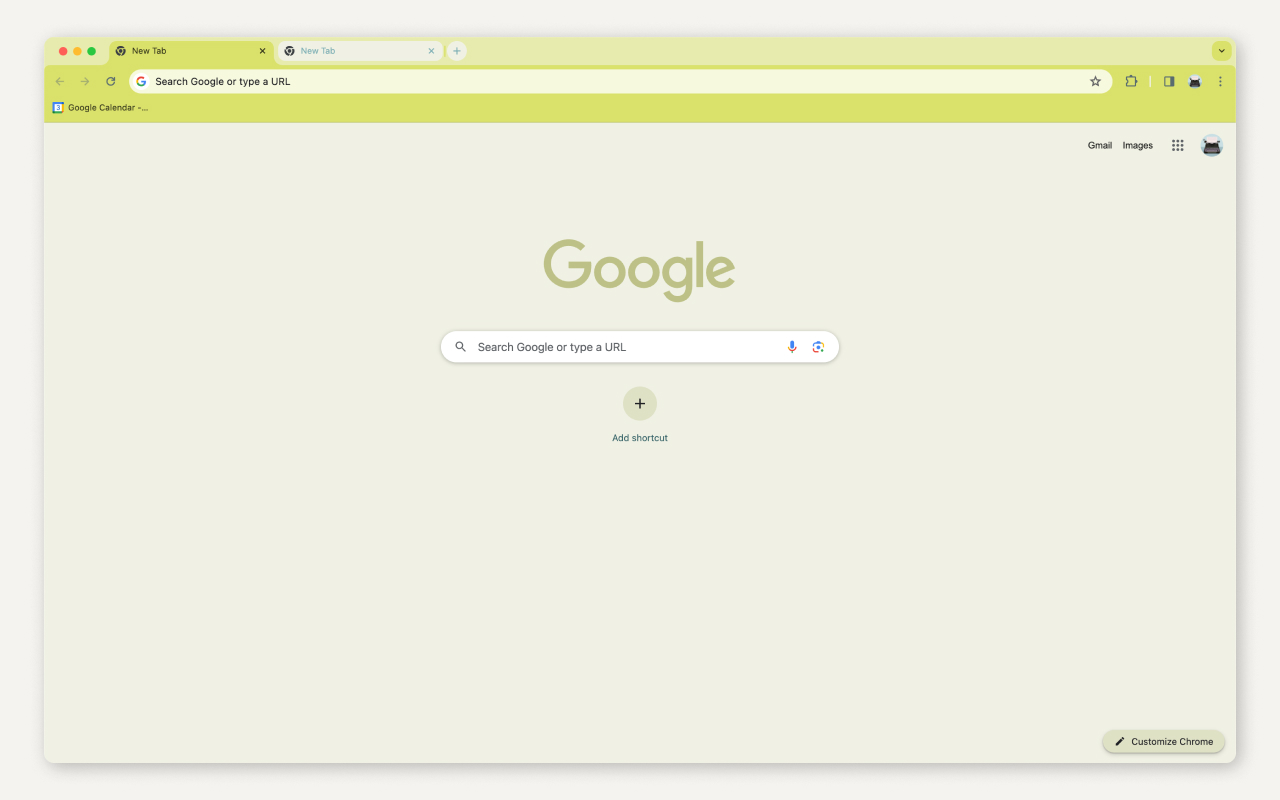 New Tab
New Tab
Search Google or type a URL
3 Google Calendar -...
Gmail Images
Google
Search Google or type a URL
Add shortcut
Customize Chrome